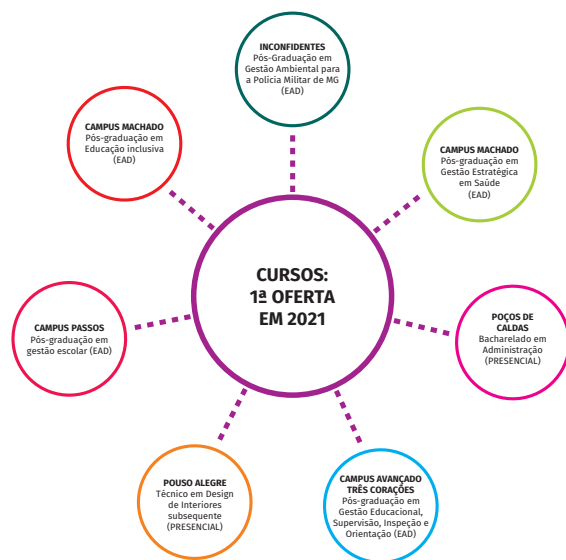 INCONFIDENTES
Pós-Graduação em
Gestão Ambiental para
a Polícia Militar de MG
(EAD)
CAMPUS MACHADO
Pós-graduação em
Educação inclusiva
(EAD)
CAMPUS MACHADO
Pós-graduação em
Gestão Estratégica
em Saúde
(EAD)
CURSOS:
1ª OFERTA
EM 2021
CAMPUS PASSOS
Pós-graduação em
gestão escolar (EAD)
POÇOS DE
CALDAS
Bacharelado em
Administração
(PRESENCIAL)
POUSO ALEGRE
Técnico em Design
de Interiores
subsequente
(PRESENCIAL)
CAMPUS AVANÇADO
TRÊS CORAÇÕES
Pós-graduação em
Gestão Educacional,
Supervisão, Inspeção e
Orientação (EAD)